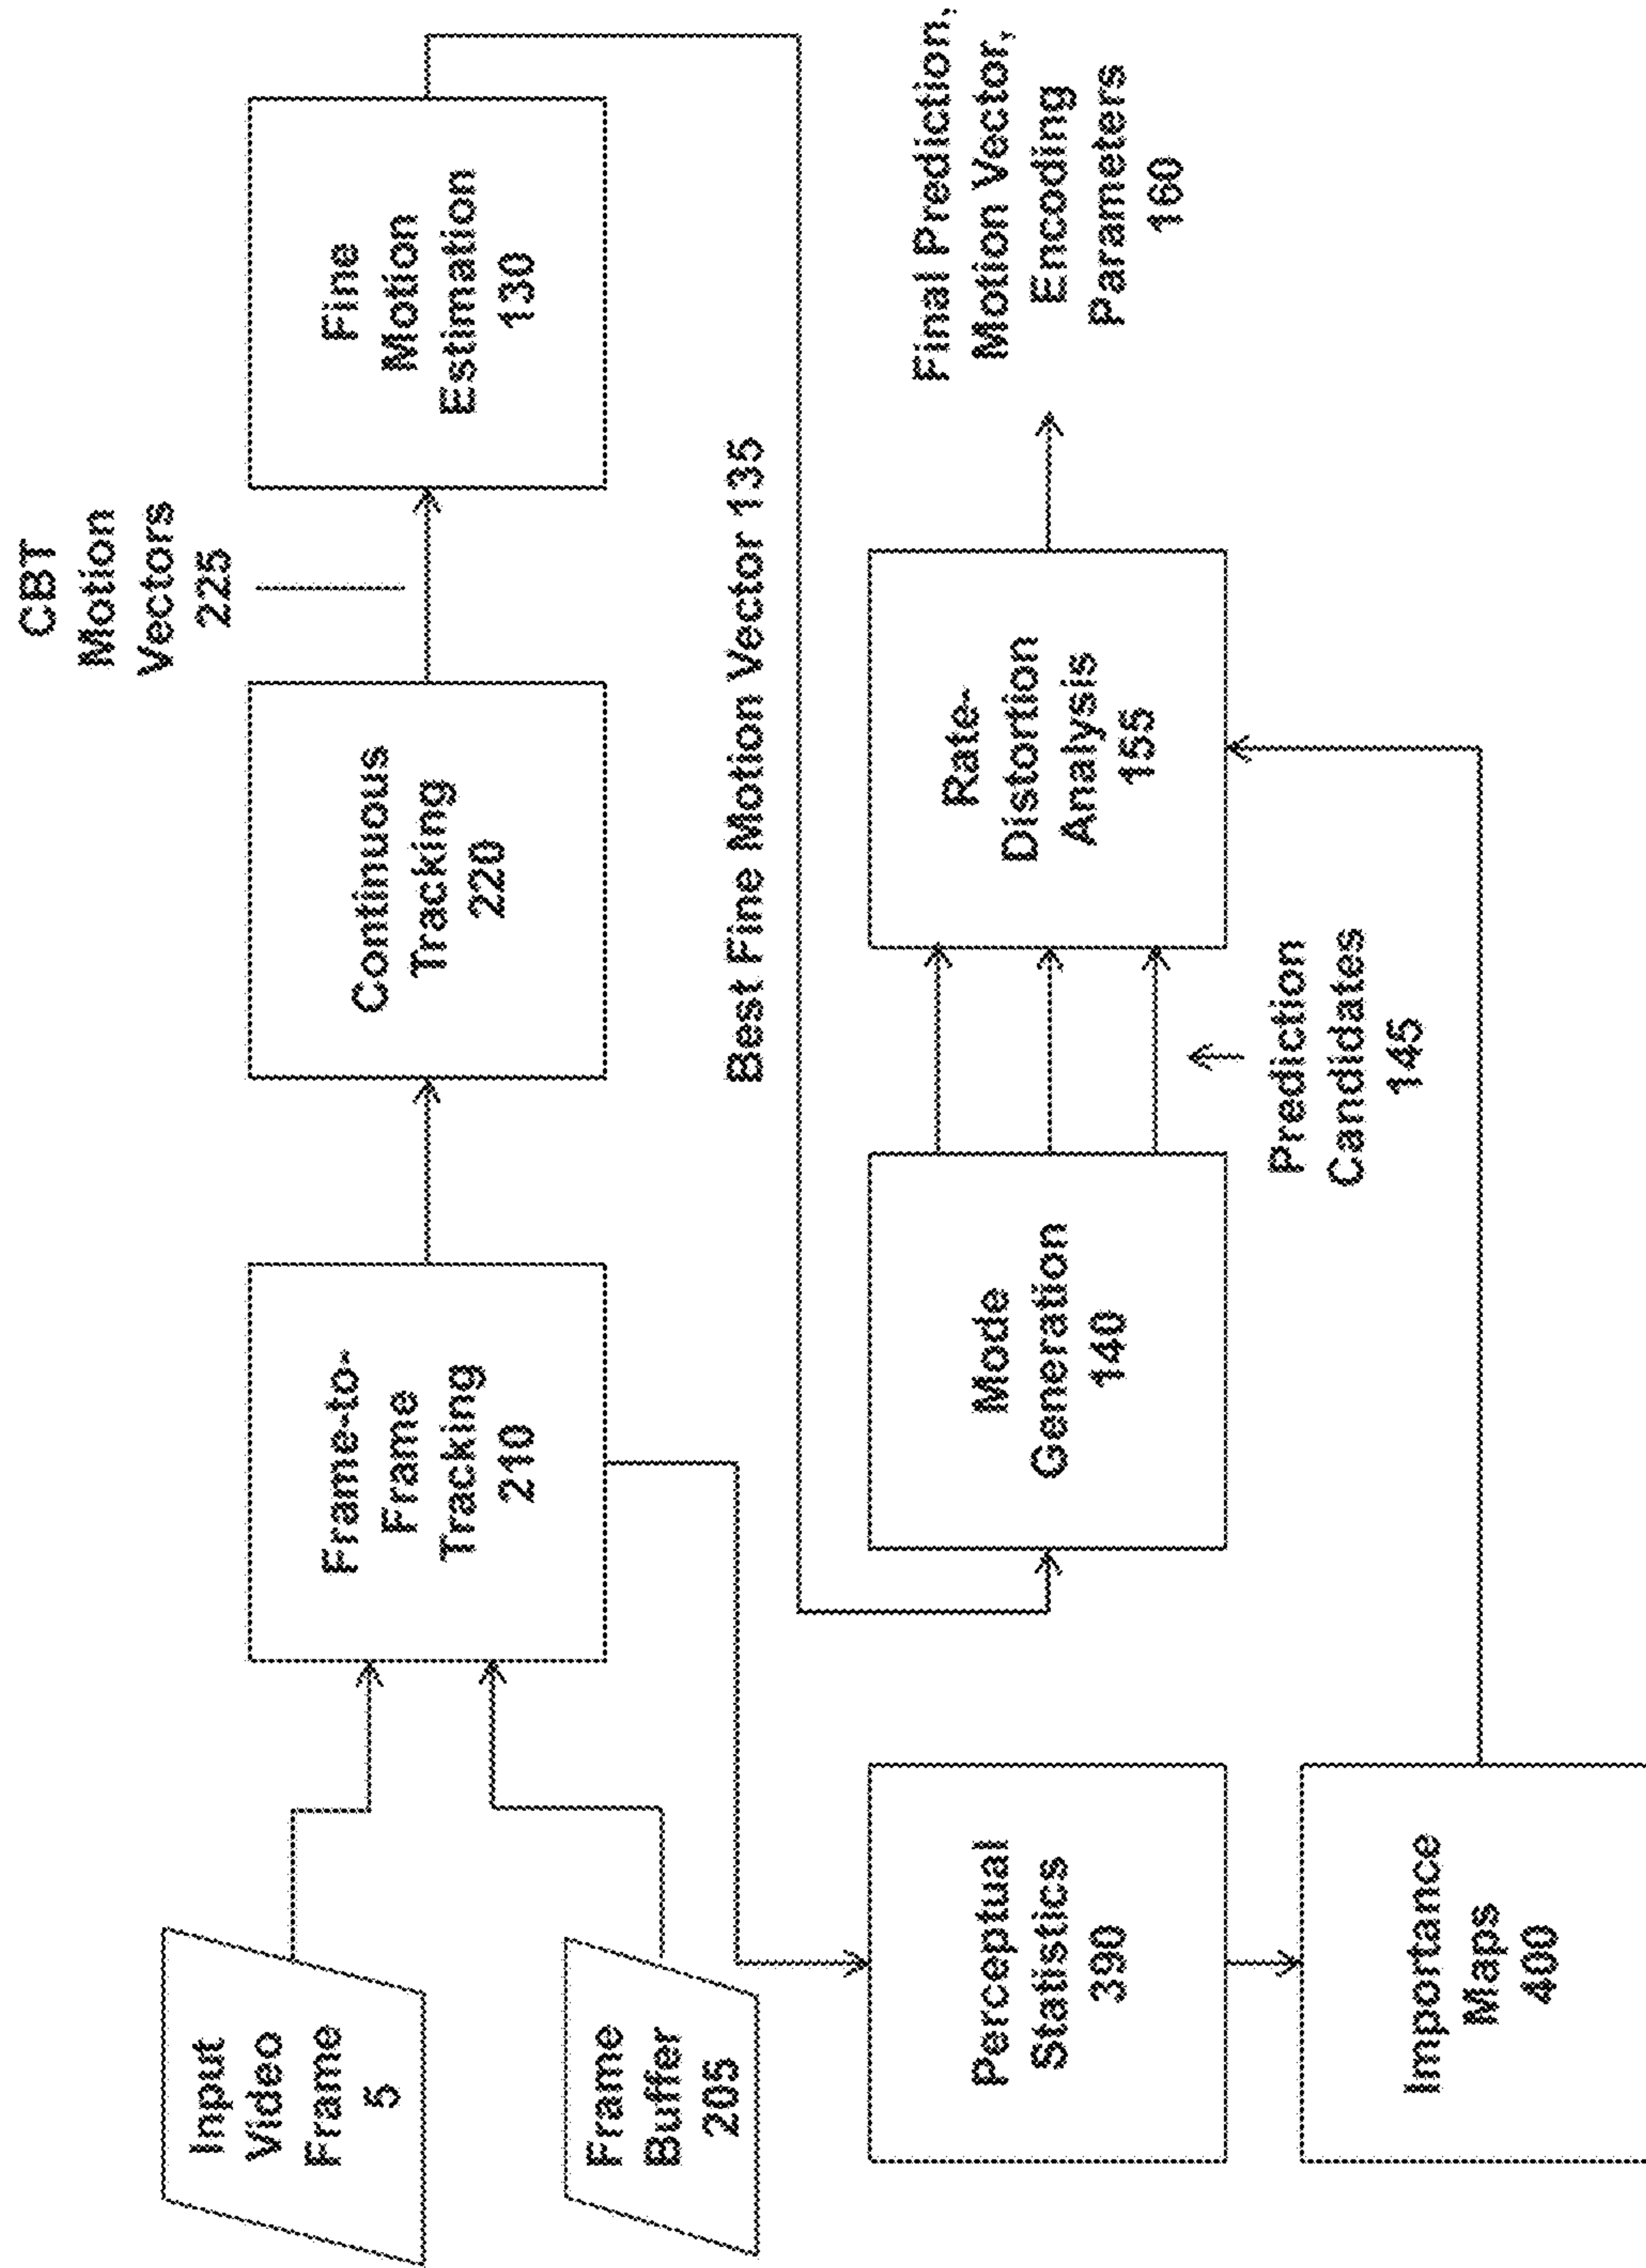 Input
Video
Frame
5
Frame
Buffer
205
Frame-to-
Frame
Tracking
210
Continuous
Tracking
220
CBT
Motion
Vectors
225
Fine
Motion
Estimation
130
Best Fine Motion Vector 135
Perceptual
Statistics
390
Importance
Maps
400
Mode
Generation
140
Prediction
Candidates
145
Rate-
Distortion
Analysis
155
Final Prediction,
Motion Vector,
Encoding
Parameters
160